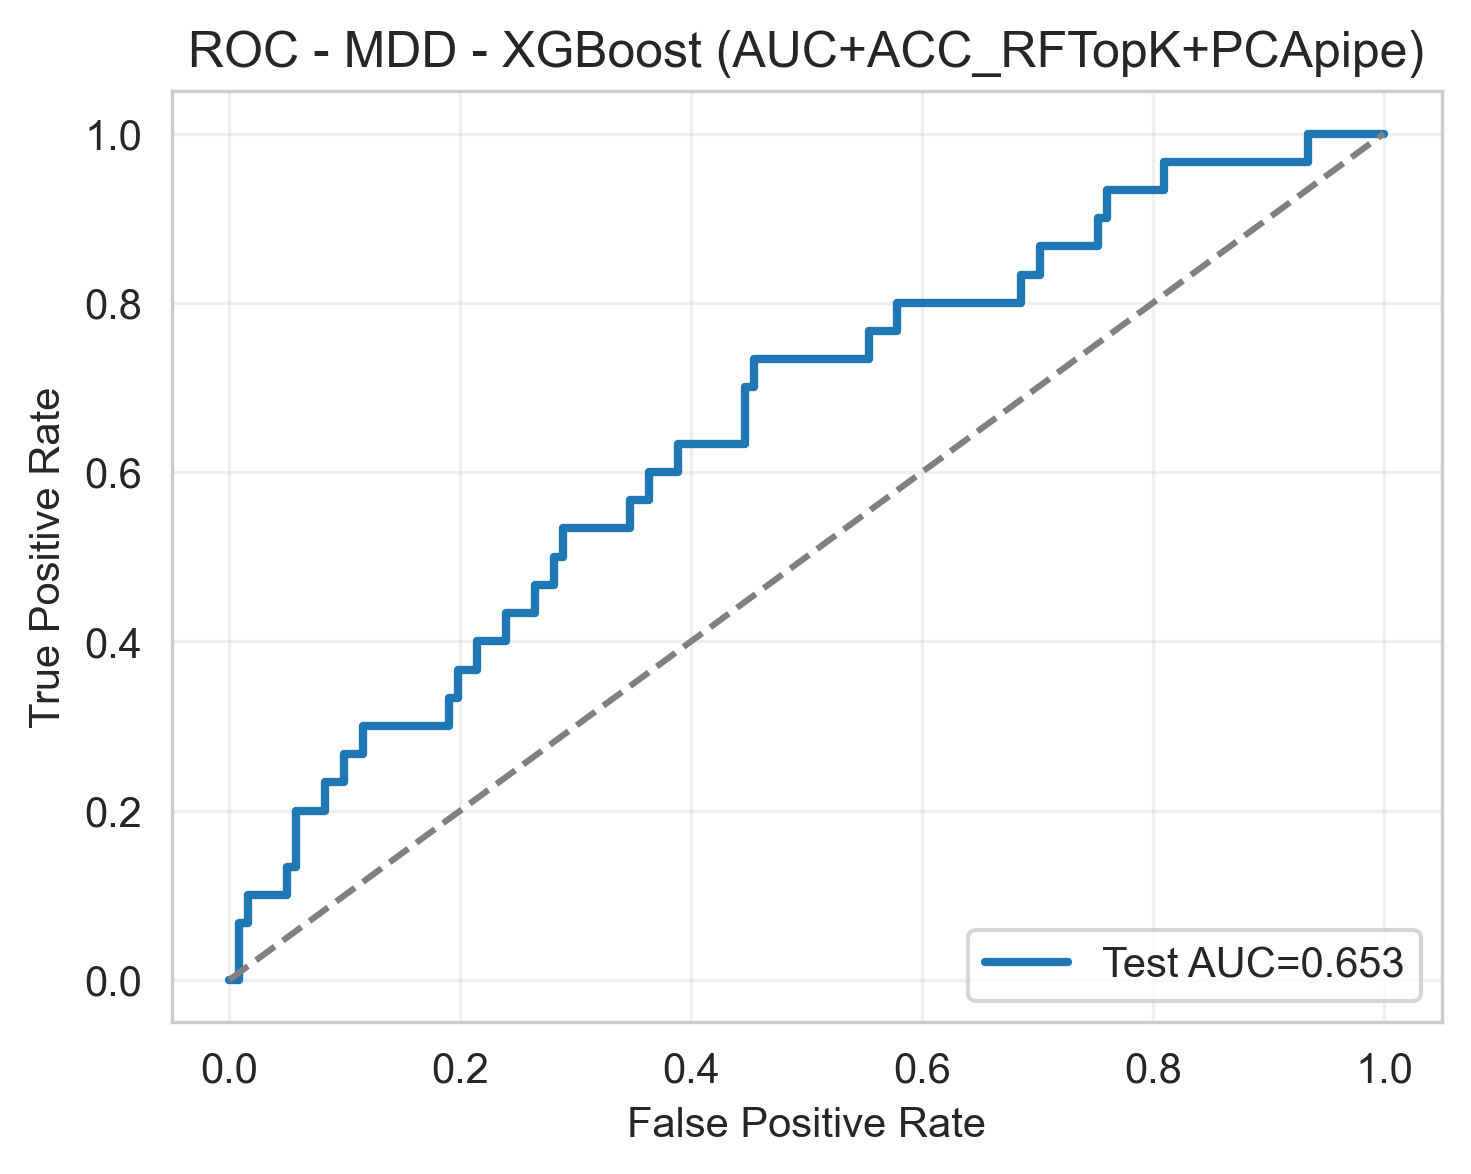 ROC - MDD - XGBoost (AUC+ACC_RFTopK+PCApipe)
True Positive Rate
1.0
0.8
0.6
0.4
0.2
0.0
Test AUC=0.653
0.0 0.2 0.4 0.6 0.8 1.0
False Positive Rate